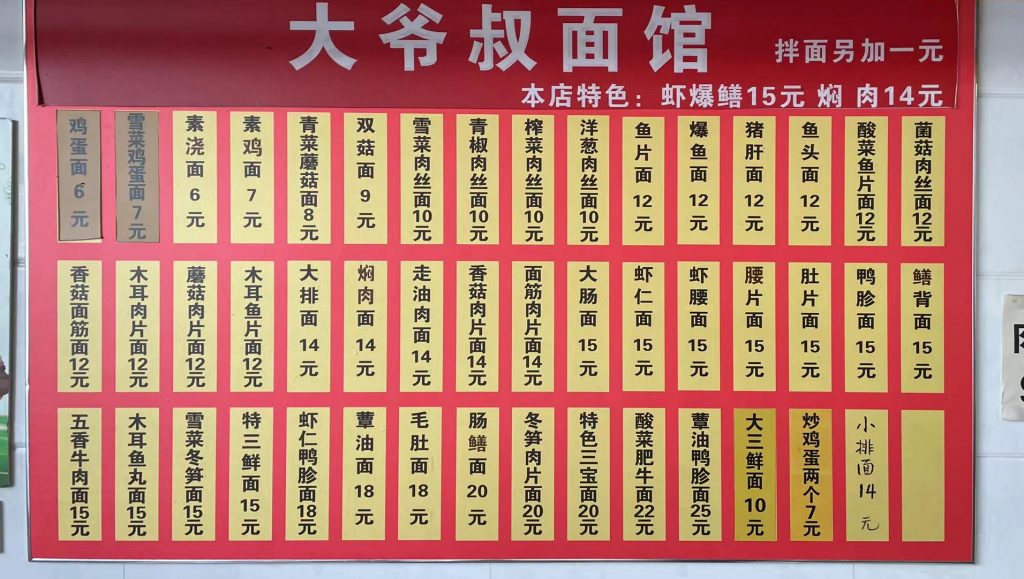 大爷叔面馆
拌面另加一元
本店特色：虾爆鳝15元 焖 肉14元
鸡蛋面6元
雪菜鸡蛋面7元
素浇面6元
素鸡面7元
青菜蘑菇面8元
双菇面9元
雪菜肉丝面10元
青椒肉丝面10元
榨菜肉丝面10元
洋葱肉丝面10元
鱼片面12元
爆鱼面12元
猪肝面12元
鱼头面12元
酸菜鱼片面12元
菌菇肉丝面12元
香菇面筋面12元
木耳肉片面12元
蘑菇肉片面12元
木耳鱼片面12元
大排面14元
焖肉面14元
走油肉面14元
香菇肉片面14元
面筋肉片面14元
大肠面15元
虾仁面15元
虾腰面15元
腰片面15元
肚片面15元
鸭胗面15元
鳝背面15元
五香牛肉面15元
木耳鱼丸面15元
雪菜冬笋面15元
特三鲜面15元
虾仁鸭胗面18元
蕈油面18元
毛肚面18元
肠鳝面20元
冬笋肉片面20元
特色三宝面20元
酸菜肥牛面22元
蕈油鸭胗面25元
大三鲜面10元
炒鸡蛋两个7元
小排面14元